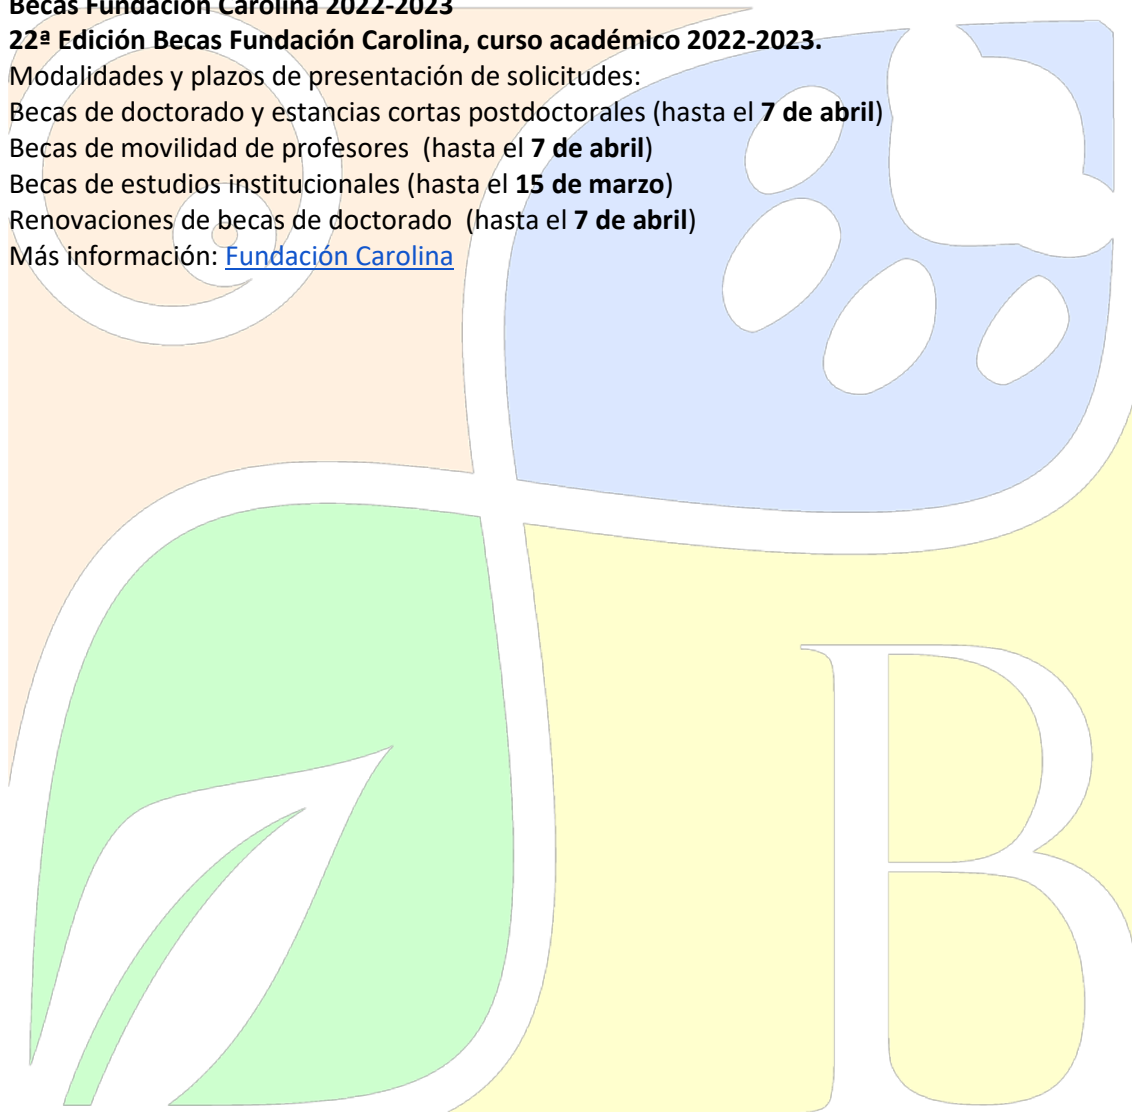 Becas Fundación Carolina 2022-2023
22ª Edición Becas Fundación Carolina, curso académico 2022-2023.
Modalidades y plazos de presentación de solicitudes:
Becas de doctorado y estancias cortas postdoctorales (hasta el 7 de abril)
Becas de movilidad de profesores  (hasta el 7 de abril)
Becas de estudios institucionales (hasta el 15 de marzo)
Renovaciones de becas de doctorado  (hasta el 7 de abril)
Más información: Fundación Carolina
B